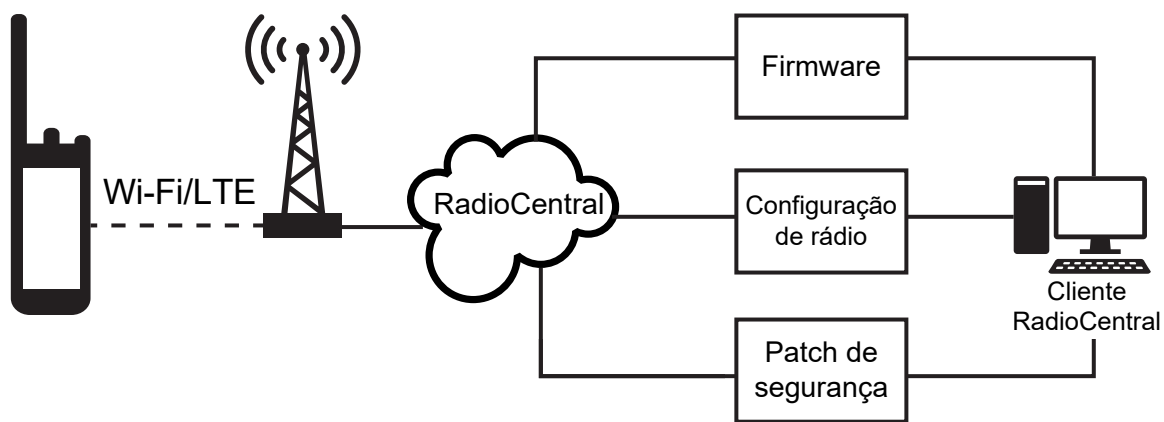 Wi-Fi/LTE
RadioCentral
Firmware
Configuração
de rádio
Patch de
segurança
Cliente
RadioCentral